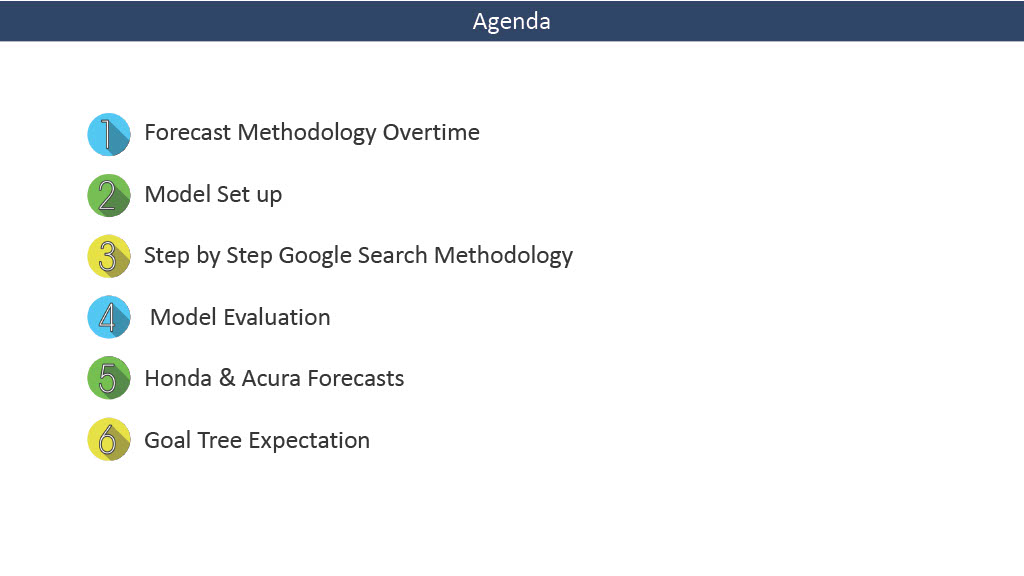 Agenda
1 Forecast Methodology Overtime
2 Model Set up
3 Step by Step Google Search Methodology
4 Model Evaluation
5 Honda & Acura Forecasts
6 Goal Tree Expectation